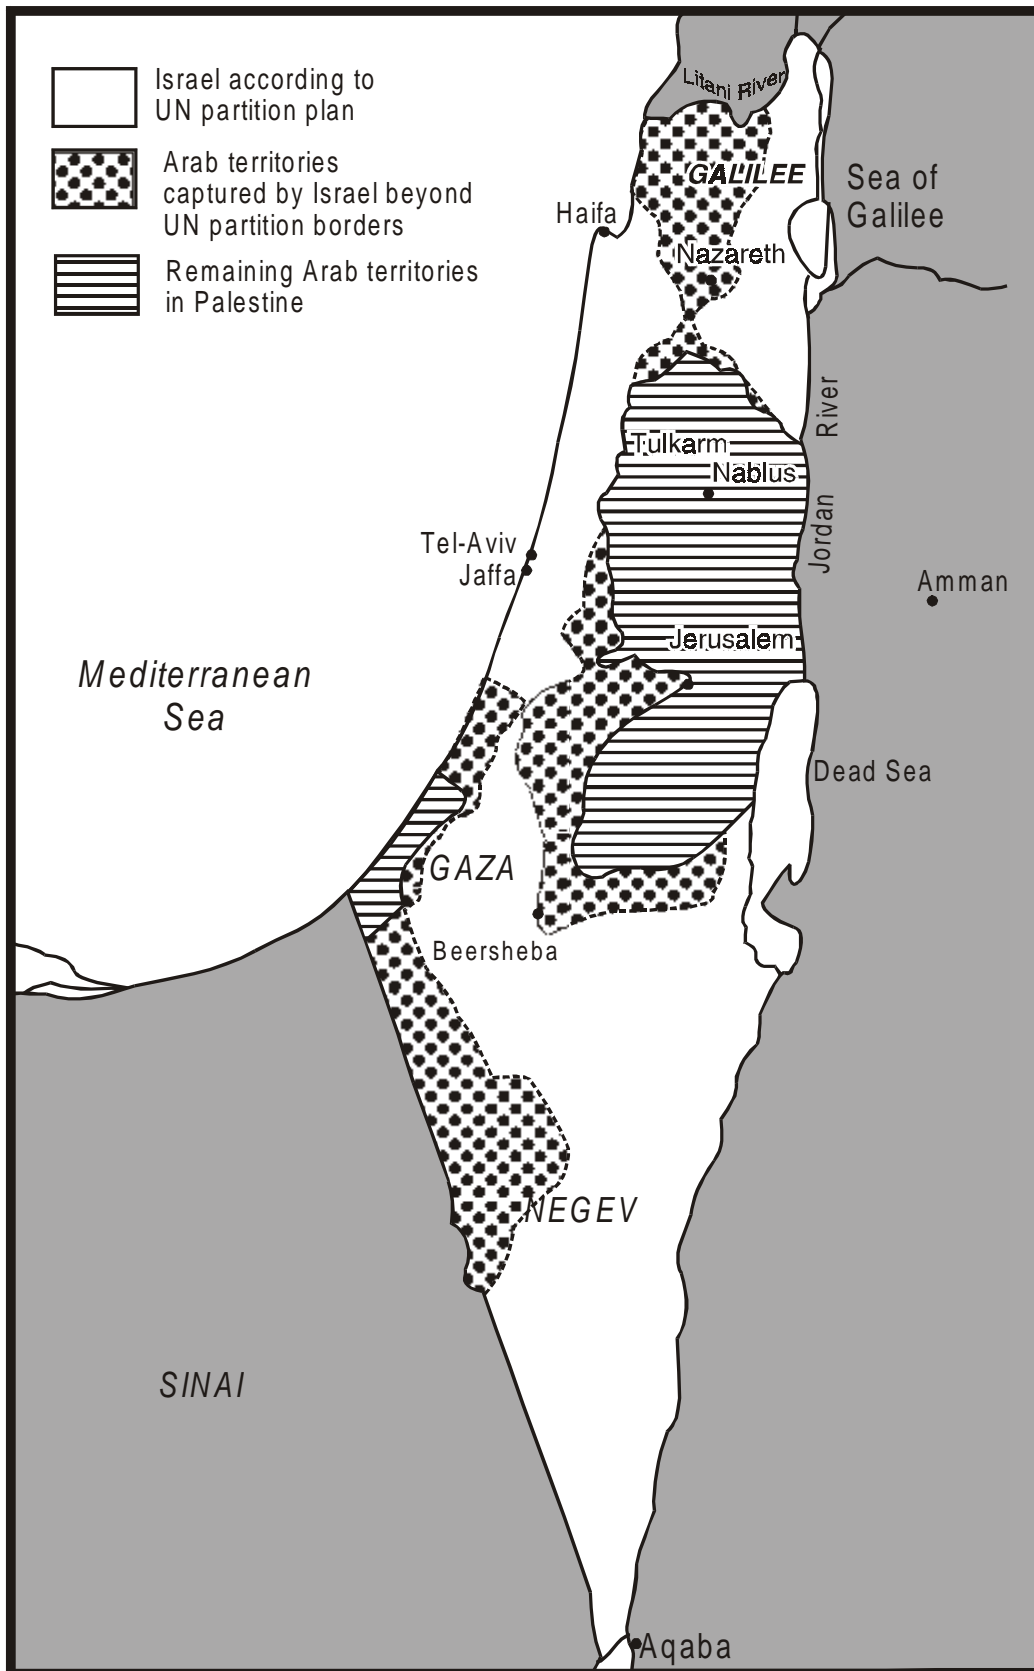 Israel according to
UN partition plan
Arab territories
captured by Israel beyond
UN partition borders
Remaining Arab territories
in Palestine
Litani River
GALILEE
Sea of
Galilee
Haifa
Nazareth
River
Jordan
Tulkarm
Nablus
Tel-Aviv
Jaffa
Amman
Jerusalem
Mediterranean
Sea
Dead Sea
GAZA
Beersheba
NEGEV
SINAI
Aqaba